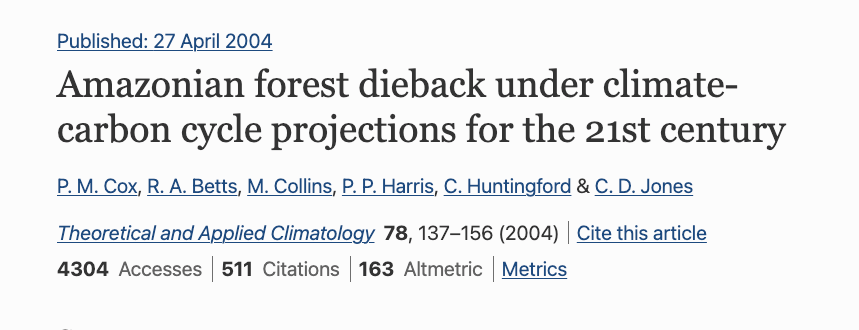 Published: 27 April 2004
Amazonian forest dieback under climate-
carbon cycle projections for the 21st century
P. M. Cox, R. A. Betts, M. Collins, P. P. Harris, C. Huntingford & C. D. Jones
Theoretical and Applied Climatology 78, 137–156 (2004) | Cite this article
4304 Accesses | 511 Citations | 163 Altmetric | Metrics